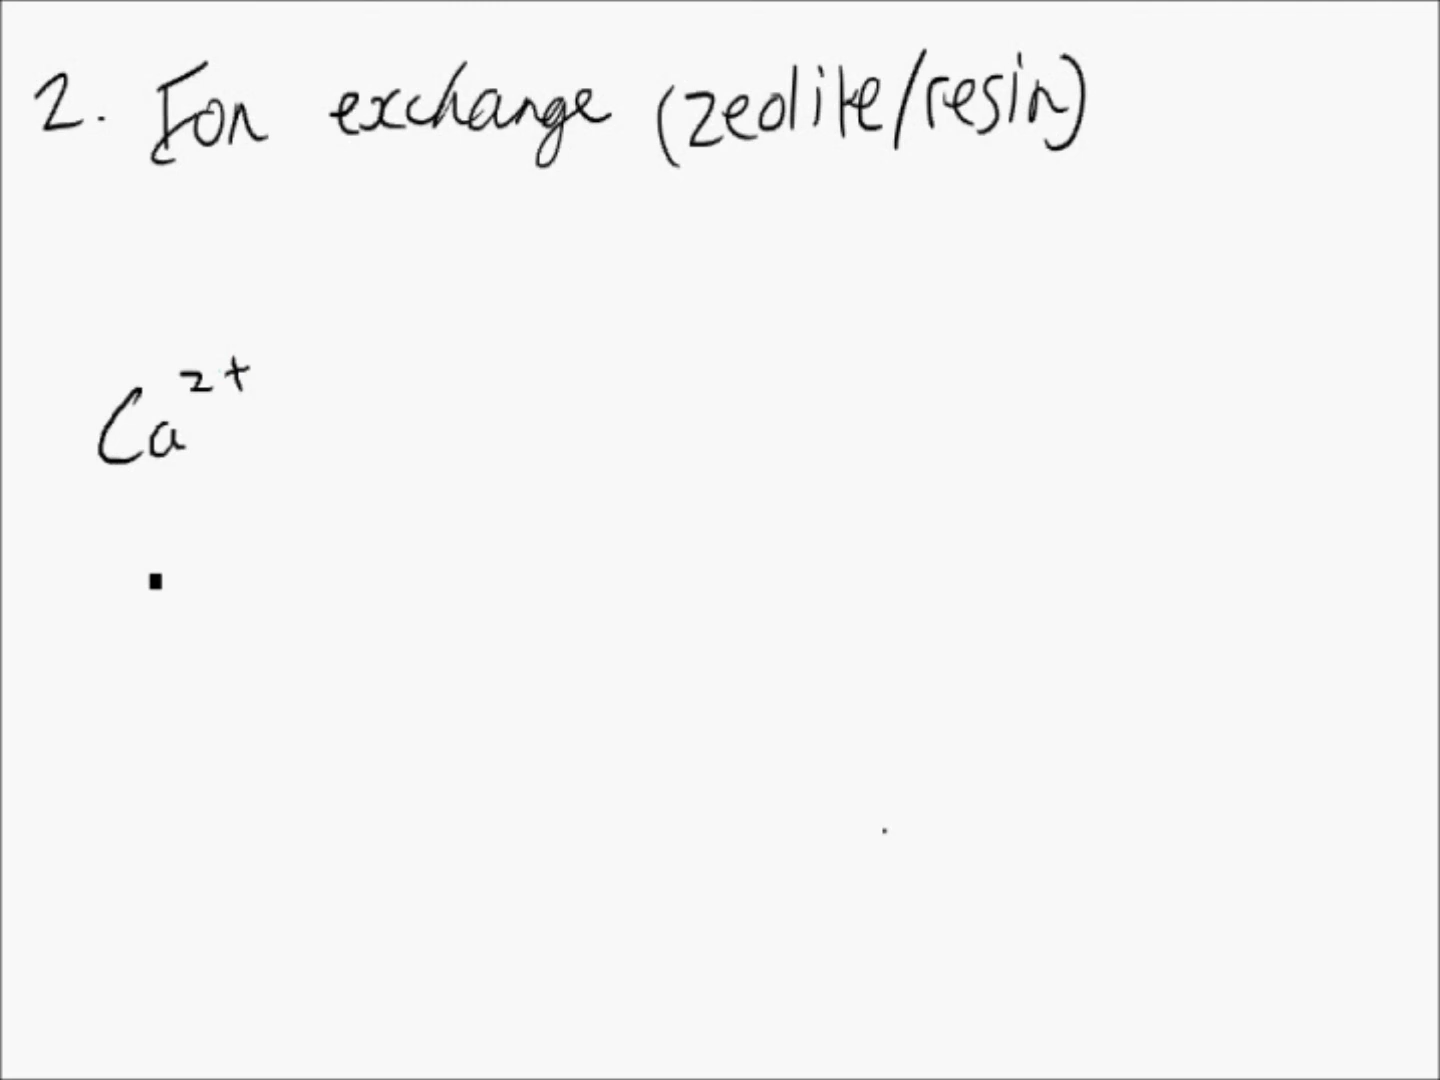 2. Ion exchange (zeolite/resin)
Ca²⁺